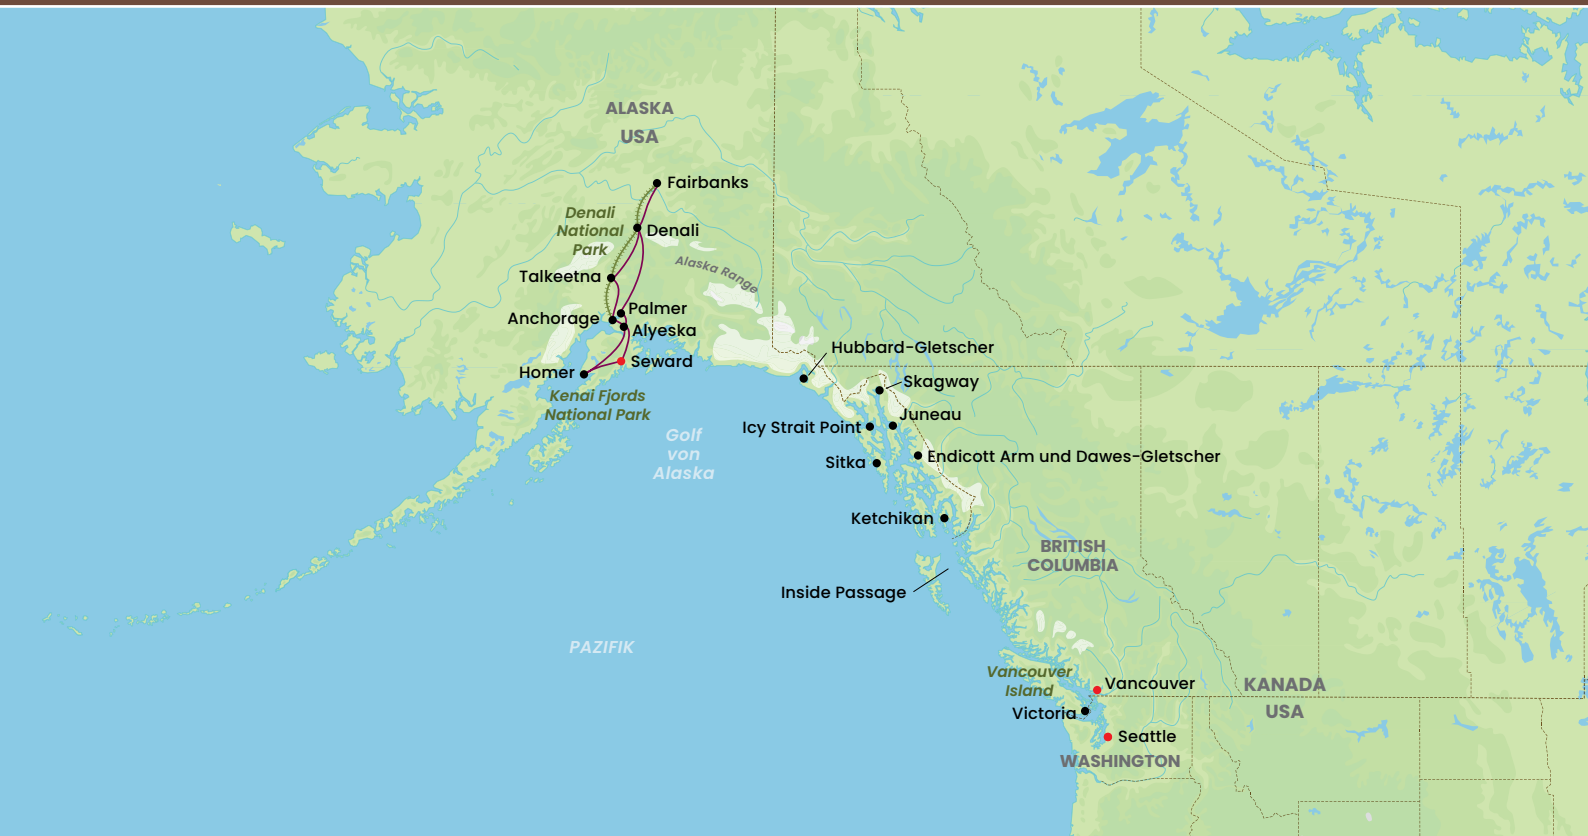 ALASKA
USA
Fairbanks
Denali
National
Park
Denali
Alaska Range
Talkeetna
Palmer
Anchorage
Alyeska
Seward
Homer
Kenai Fjords
National Park
Hubbard-Gletscher
Skagway
Juneau
Icy Strait Point
Golf
von
Alaska
Endicott Arm und Dawes-Gletscher
Sitka
Ketchikan
BRITISH
COLUMBIA
Inside Passage
PAZIFIK
Vancouver
Island
Vancouver
KANADA
USA
Victoria
Seattle
WASHINGTON